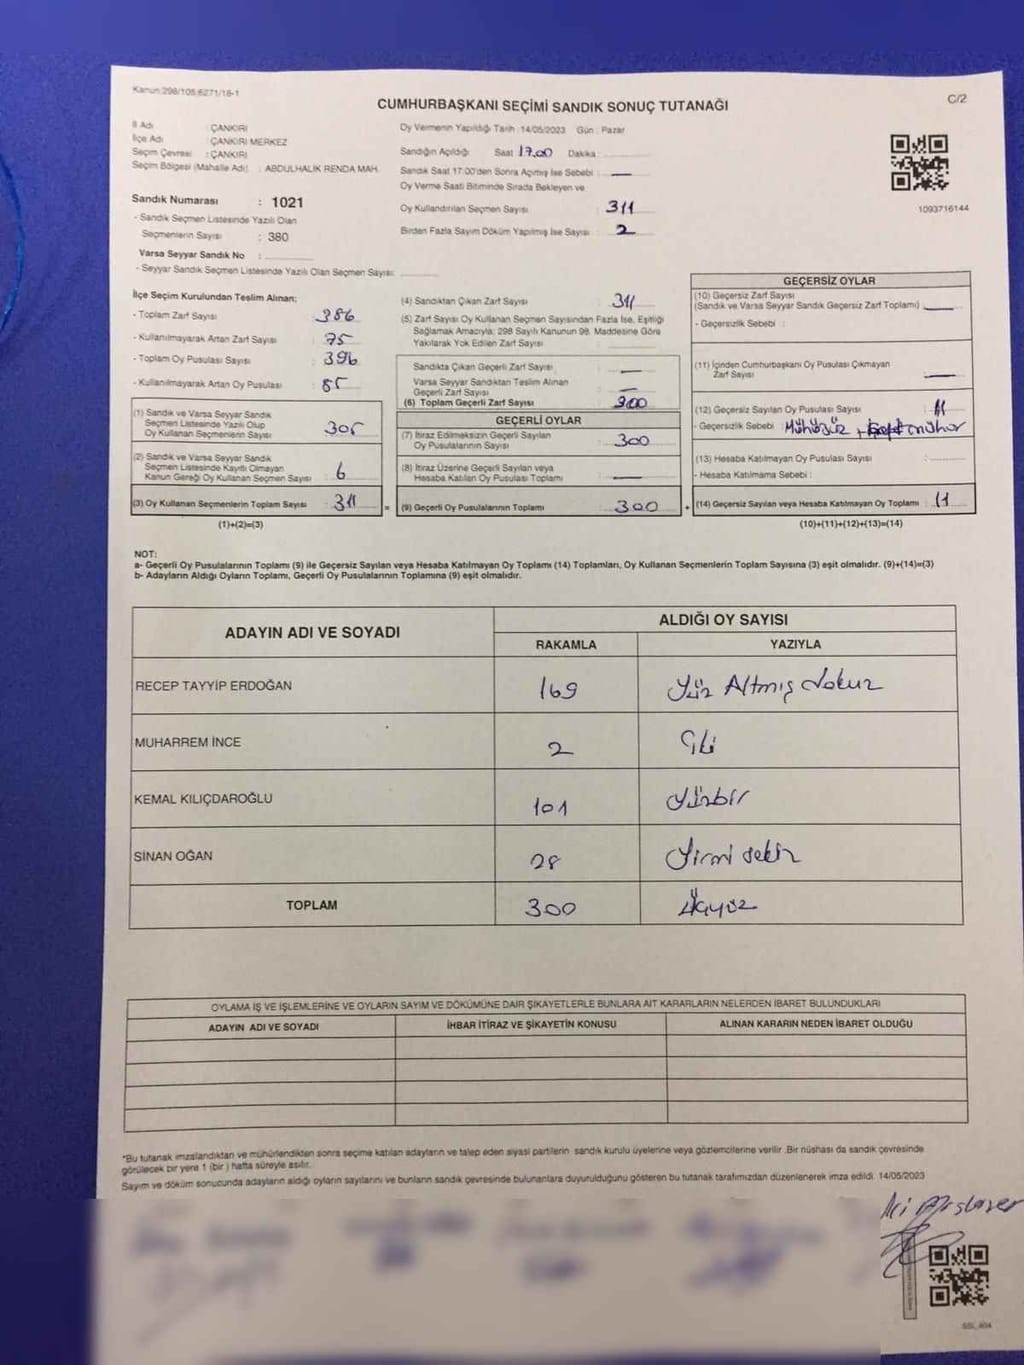 Kanun:298/105;6271/18-1
CUMHURBAŞKANI SEÇİMİ SANDIK SONUÇ TUTANAĞI
C/2
İl Adı : ÇANKIRI
İlçe Adı : ÇANKIRI MERKEZ
Seçim Çevresi : ÇANKIRI
Seçim Bölgesi (Mahalle Adı) : ABDULHALİK RENDA MAH.
Sandık Numarası : 1021
- Sandık Seçmen Listesinde Yazılı Olan
Seçmenlerin Sayısı : 380
Varsa Seyyar Sandık No :
- Seyyar Sandık Seçmen Listesinde Yazılı Olan Seçmen Sayısı:
Oy Vermenin Yapıldığı Tarih :14/05/2023 Gün : Pazar
Sandığın Açıldığı Saat 17.00 Dakika
Sandık Saat 17:00'den Sonra Açımış İse Sebebi : —
Oy Verme Saati Bitiminde Sırada Bekleyen ve
Oy Kullandırılan Seçmen Sayısı : 311
Birden Fazla Sayım Döküm Yapılmış İse Sayısı : 2
1093716144
İlçe Seçim Kurulundan Teslim Alınan:
- Toplam Zarf Sayısı : 386
- Kullanılmayarak Artan Zarf Sayısı : 75
- Toplam Oy Pusulası Sayısı : 396
- Kullanılmayarak Artan Oy Pusulası : 85
(1) Sandık ve Varsa Seyyar Sandık
Seçmen Listesinde Yazılı Olup
Oy Kullanan Seçmenlerin Sayısı : 305
(2) Sandık ve Varsa Seyyar Sandık
Seçmen Listesinde Kayıtlı Olmayan
Kanun Gereği Oy Kullanan Seçmen Sayısı : 6
(3) Oy Kullanan Seçmenlerin Toplam Sayısı : 311 =
(1)+(2)=(3)
(4) Sandıktan Çıkan Zarf Sayısı : 311
(5) Zarf Sayısı Oy Kullanan Seçmen Sayısından Fazla İse, Eşitliği
Sağlamak Amacıyla: 298 Sayılı Kanunun 98. Maddesine Göre
Yakılarak Yok Edilen Zarf Sayısı :
Sandıkta Çıkan Geçerli Zarf Sayısı : —
Varsa Seyyar Sandıktan Teslim Alınan
Geçerli Zarf Sayısı : —
(6) Toplam Geçerli Zarf Sayısı : 300
GEÇERLİ OYLAR
(7) İtiraz Edilmeksizin Geçerli Sayılan
Oy Pusulalarının Sayısı : 300
(8) İtiraz Üzerine Geçerli Sayılan veya
Hesaba Katılan Oy Pusulası Toplamı : —
(9) Geçerli Oy Pusulalarının Toplamı : 300 +
GEÇERSİZ OYLAR
(10) Geçersiz Zarf Sayısı
(Sandık ve Varsa Seyyar Sandık Geçersiz Zarf Toplamı) : —
- Geçersizlik Sebebi :
(11) İçinden Cumhurbaşkanı Oy Pusulası Çıkmayan
Zarf Sayısı : —
(12) Geçersiz Sayılan Oy Pusulası Sayısı : 11
- Geçersizlik Sebebi : Mühürsüz +
(13) Hesaba Katılmayan Oy Pusulası Sayısı :
- Hesaba Katılmama Sebebi :
(14) Geçersiz Sayılan veya Hesaba Katılmayan Oy Toplamı : 11
(10)+(11)+(12)+(13)=(14)
NOT:
a- Geçerli Oy Pusulalarının Toplamı (9) ile Geçersiz Sayılan veya Hesaba Katılmayan Oy Toplamı (14) Toplamları, Oy Kullanan Seçmenlerin Toplam Sayısına (3) eşit olmalıdır. (9)+(14)=(3)
b- Adayların Aldığı Oyların Toplamı, Geçerli Oy Pusulalarının Toplamına (9) eşit olmalıdır.
ADAYIN ADI VE SOYADI ALDIĞI OY SAYISI
RAKAMLA YAZIYLA
RECEP TAYYİP ERDOĞAN 169 Yüz Altmış dokuz
MUHARREM İNCE 2 İki
KEMAL KILIÇDAROĞLU 101 Yüzbir
SİNAN OĞAN 28 Yirmi sekiz
TOPLAM 300 Üçyüz
OYLAMA İŞ VE İŞLEMLERİNE VE OYLARIN SAYIM VE DÖKÜMÜNE DAİR ŞİKAYETLERLE BUNLARA AİT KARARLARIN NELERDEN İBARET BULUNDUKLARI
ADAYIN ADI VE SOYADI İHBAR İTİRAZ VE ŞİKAYETİN KONUSU ALINAN KARARIN NEDEN İBARET OLDUĞU
*Bu tutanak imzalandıktan ve mühürlendikten sonra seçime katılan adayların ve talep eden siyasi partilerin sandık kurulu üyelerine veya gözlemcilerine verilir. Bir nüshası da sandık çevresinde
görülecek bir yere 1 (bir) hafta süreyle asılır.
Sayım ve döküm sonucunda adayların aldığı oyların sayılarını ve bunların sandık çevresinde bulunanlara duyurulduğunu gösteren bu tutanak tarafımızdan düzenlenerek imza edildi. 14/05/2023